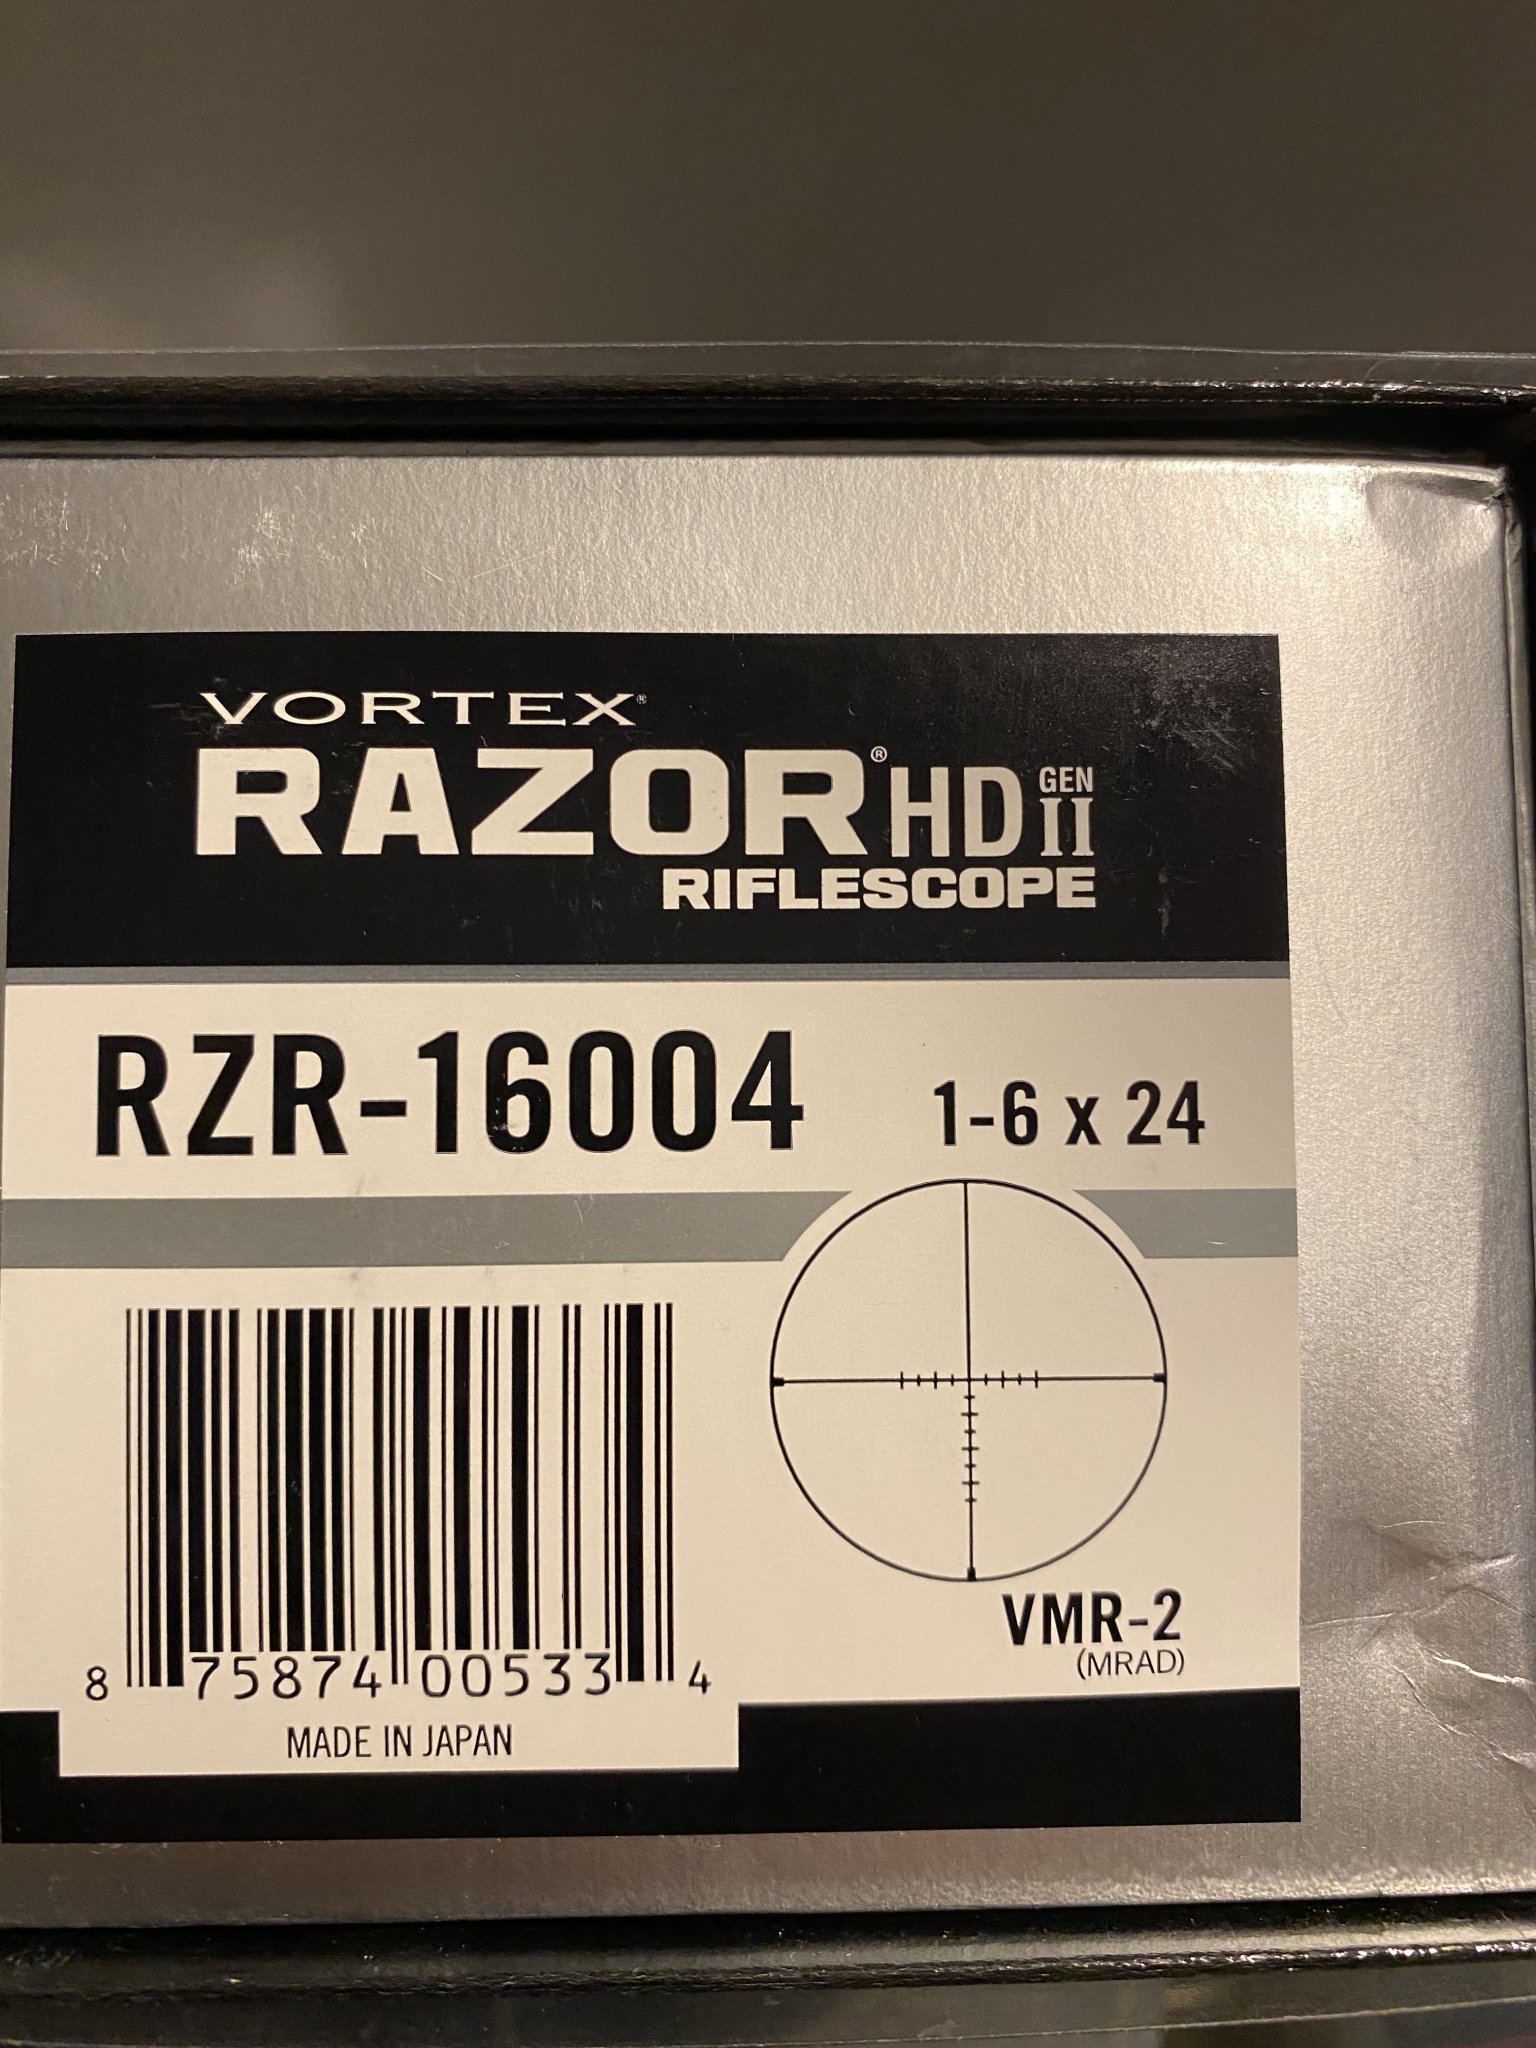 VORTEX®
RAZOR® HD GEN II
RIFLESCOPE
RZR-16004 1-6 x 24
8 75874 00533 4
MADE IN JAPAN
VMR-2
(MRAD)